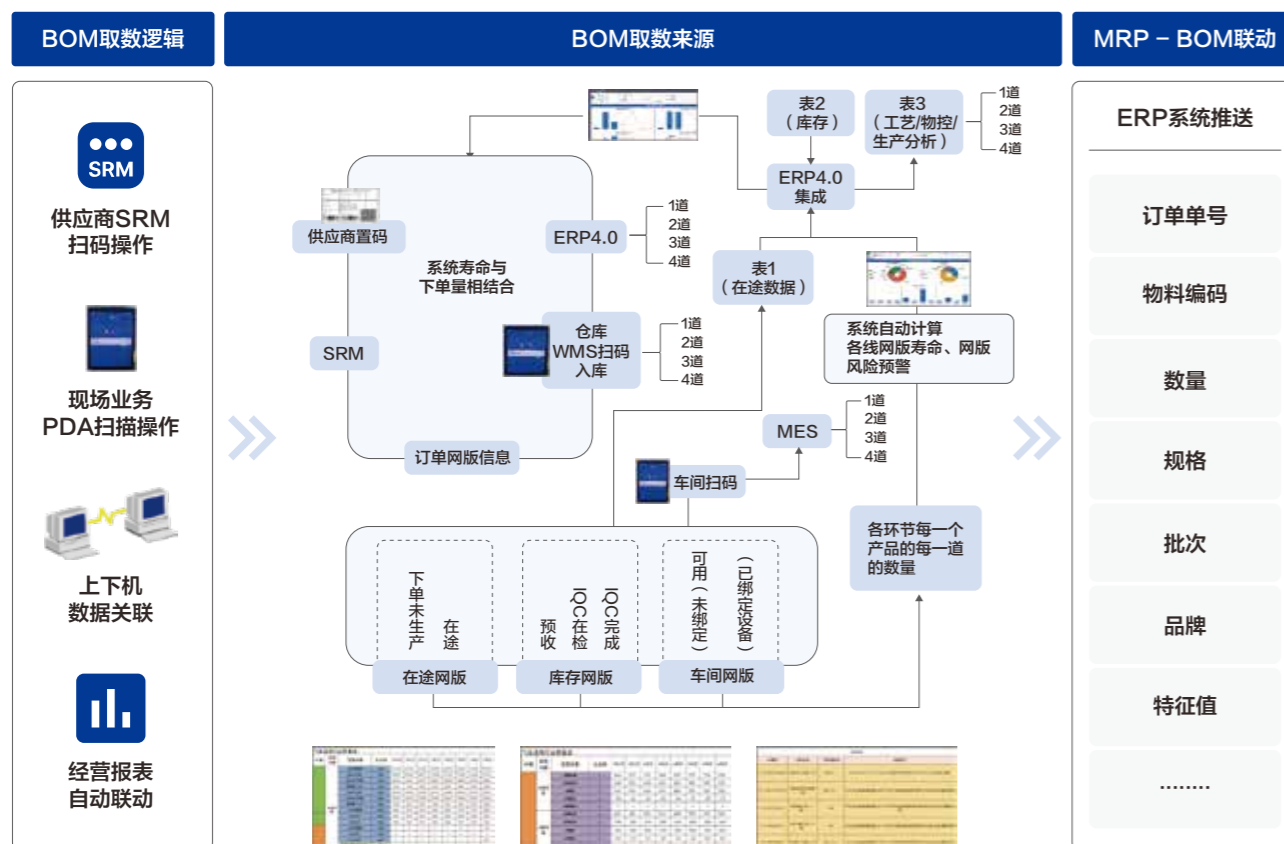 BOM取数逻辑
BOM取数来源
MRP – BOM联动
SRM
供应商SRM
扫码操作
现场业务
PDA扫描操作
上下机
数据关联
经营报表
自动联动
表2
（库存）
表3
（工艺/物控/
生产分析）
1道
2道
3道
4道
ERP4.0
集成
供应商置码
ERP4.0
1道
2道
3道
4道
系统寿命与
下单量相结合
表1
（在途数据）
SRM
仓库
WMS扫码
入库
1道
2道
3道
4道
系统自动计算
各线网版寿命、网版
风险预警
订单网版信息
MES
1道
2道
3道
4道
车间扫码
各环节每一个
产品的每一道
的数量
下单未生产
在途
预收
IQC在检
IQC完成
可用（未绑定）
（已绑定设备）
在途网版
库存网版
车间网版
ERP系统推送
订单单号
物料编码
数量
规格
批次
品牌
特征值
........